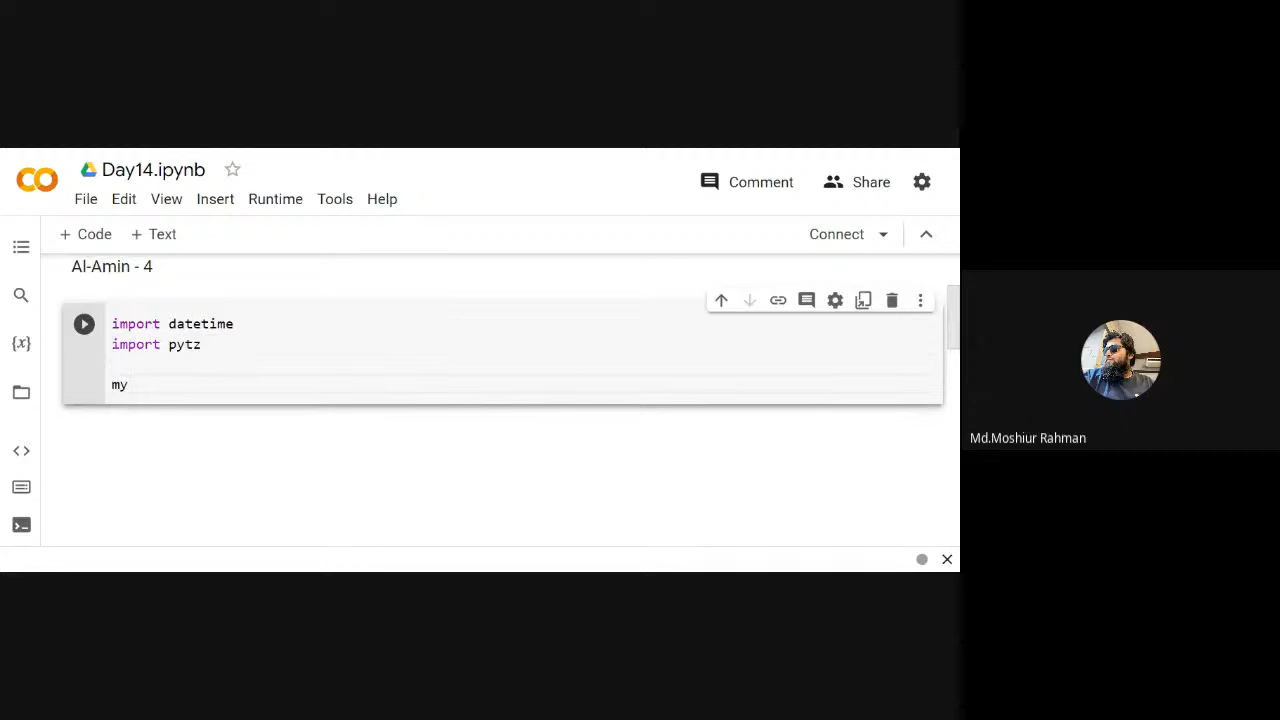 Day14.ipynb
File Edit View Insert Runtime Tools Help
Comment Share
+ Code + Text
Connect
Al-Amin - 4
import datetime
import pytz
my
{x}
Md.Moshiur Rahman